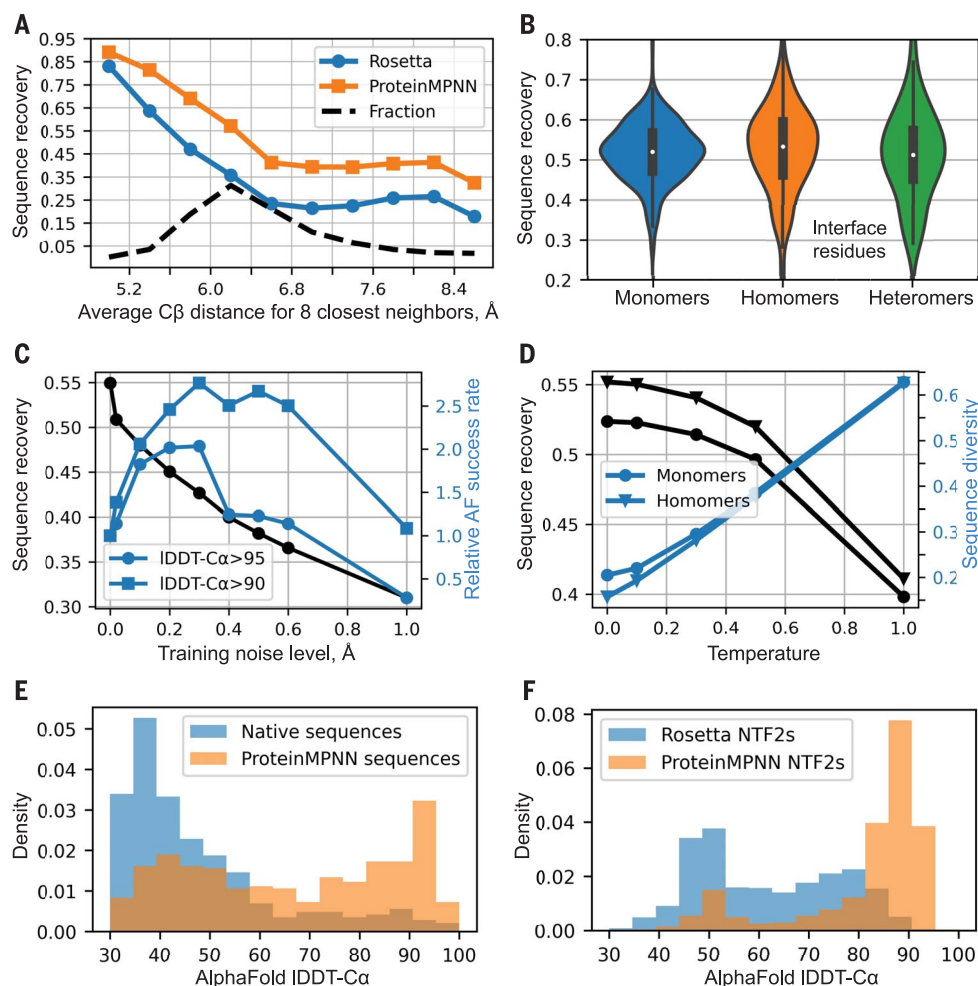 A
Sequence recovery
0.95
0.85
0.75
0.65
0.55
0.45
0.35
0.25
0.15
0.05
Rosetta
ProteinMPNN
Fraction
5.2 6.0 6.8 7.6 8.4
Average Cβ distance for 8 closest neighbors, Å
B
Sequence recovery
0.8
0.7
0.6
0.5
0.4
0.3
0.2
Interface
residues
Monomers Homomers Heteromers
C
Sequence recovery
0.55
0.50
0.45
0.40
0.35
0.30
lDDT-Cα>95
lDDT-Cα>90
2.5
2.0
1.5
1.0
0.5
Relative AF success rate
0.0 0.2 0.4 0.6 0.8 1.0
Training noise level, Å
D
Sequence recovery
0.55
0.5
0.45
0.4
Monomers
Homomers
0.6
0.5
0.4
0.3
0.2
Sequence diversity
0.0 0.2 0.4 0.6 0.8 1.0
Temperature
E
Density
0.05
0.04
0.03
0.02
0.01
0.00
Native sequences
ProteinMPNN sequences
30 40 50 60 70 80 90 100
AlphaFold lDDT-Cα
F
Density
0.08
0.06
0.04
0.02
0.00
Rosetta NTF2s
ProteinMPNN NTF2s
30 40 50 60 70 80 90 100
AlphaFold lDDT-Cα